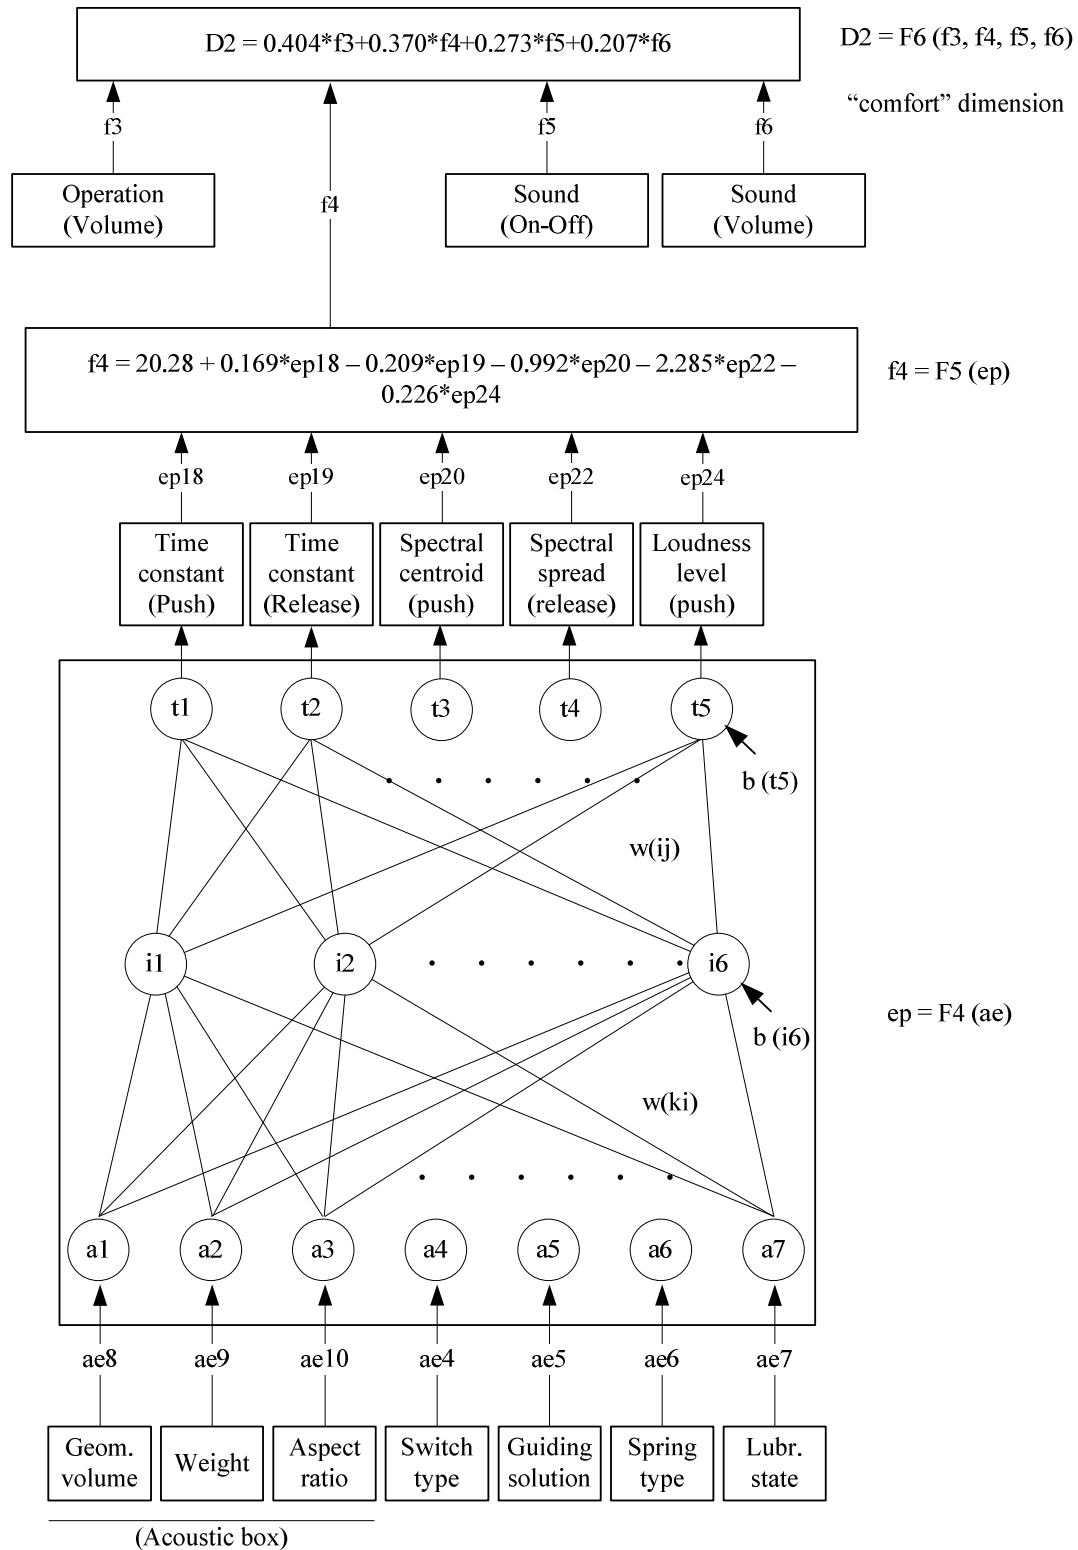 D2 = 0.404*f3+0.370*f4+0.273*f5+0.207*f6
D2 = F6 (f3, f4, f5, f6)
“comfort” dimension
f3
f5
f6
Operation
(Volume)
f4
Sound
(On-Off)
Sound
(Volume)
f4 = 20.28 + 0.169*ep18 – 0.209*ep19 – 0.992*ep20 – 2.285*ep22 –
0.226*ep24
f4 = F5 (ep)
ep18
ep19
ep20
ep22
ep24
Time
constant
(Push)
Time
constant
(Release)
Spectral
centroid
(push)
Spectral
spread
(release)
Loudness
level
(push)
t1
t2
t3
t4
t5
b (t5)
w(ij)
i1
i2
i6
b (i6)
ep = F4 (ae)
w(ki)
a1
a2
a3
a4
a5
a6
a7
ae8
ae9
ae10
ae4
ae5
ae6
ae7
Geom.
volume
Weight
Aspect
ratio
Switch
type
Guiding
solution
Spring
type
Lubr.
state
(Acoustic box)